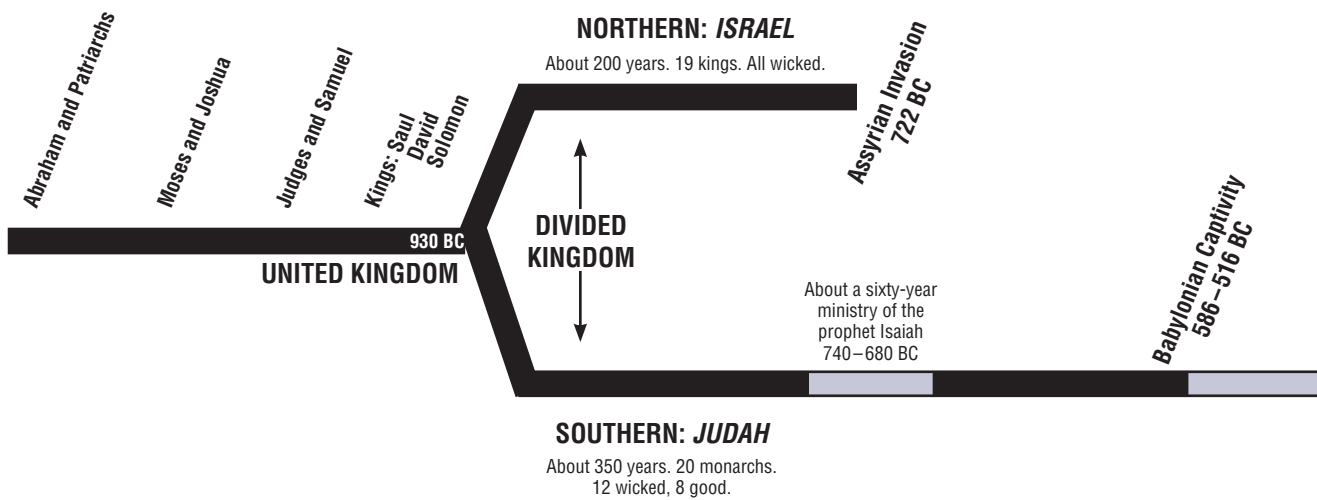 NORTHERN: ISRAEL
About 200 years. 19 kings. All wicked.
Abraham and Patriarchs
Moses and Joshua
Judges and Samuel
Kings: Saul
David
Solomon
Assyrian Invasion
722 BC
930 BC
UNITED KINGDOM
DIVIDED
KINGDOM
About a sixty-year
ministry of the
prophet Isaiah
740–680 BC
Babylonian Captivity
586–516 BC
SOUTHERN: JUDAH
About 350 years. 20 monarchs.
12 wicked, 8 good.